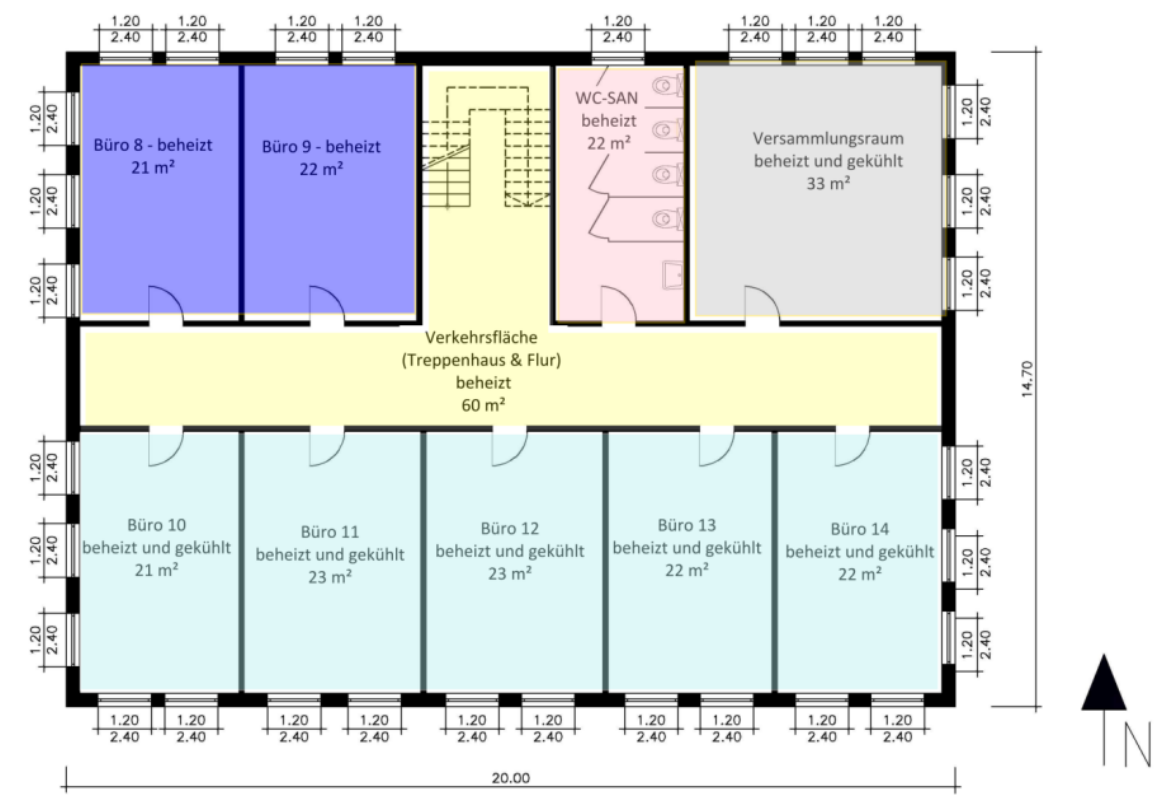 1.20 1.20 1.20 1.20 1.20 1.20 1.20 1.20
2.40 2.40 2.40 2.40 2.40 2.40 2.40 2.40
1.20
2.40
1.20
2.40
1.20
2.40
Büro 8 - beheizt
21 m²
Büro 9 - beheizt
22 m²
WC-SAN
beheizt
22 m²
Versammlungsraum
beheizt und gekühlt
33 m²
1.20
2.40
1.20
2.40
1.20
2.40
Verkehrsfläche
(Treppenhaus & Flur)
beheizt
60 m²
14.70
1.20
2.40
1.20
2.40
1.20
2.40
Büro 10
beheizt und gekühlt
21 m²
Büro 11
beheizt und gekühlt
23 m²
Büro 12
beheizt und gekühlt
23 m²
Büro 13
beheizt und gekühlt
22 m²
Büro 14
beheizt und gekühlt
22 m²
1.20
2.40
1.20
2.40
1.20
2.40
1.20 1.20 1.20 1.20 1.20 1.20 1.20 1.20 1.20 1.20
2.40 2.40 2.40 2.40 2.40 2.40 2.40 2.40 2.40 2.40
20.00
N